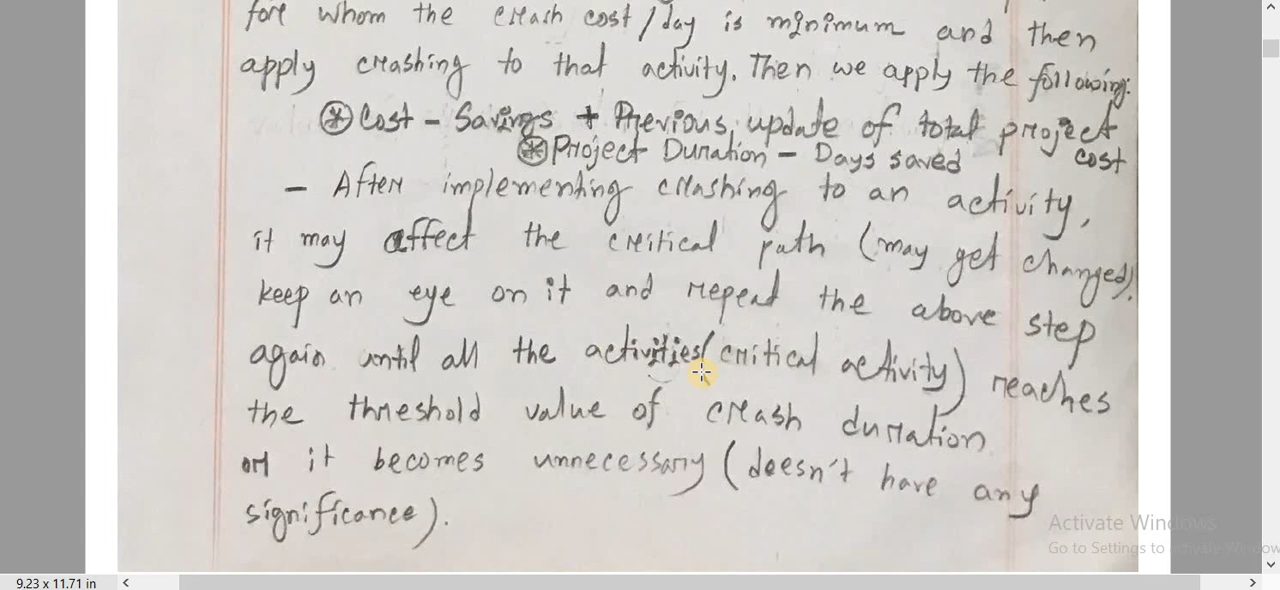 fore whom the crash cost/day is minimum and then
apply crashing to that activity. Then we apply the following:
⊛ Cost - Savings + Previous update of total project cost
⊛ Project Duration - Days saved
- After implementing crashing to an activity,
it may affect the critical path (may get changed).
keep an eye on it and repeat the above step
again until all the activities (critical activity) reaches
the threshold value of crash duration
or it becomes unnecessary (doesn't have any
significance).
Activate Windows
Go to Settings to activate Window
9.23 x 11.71 in